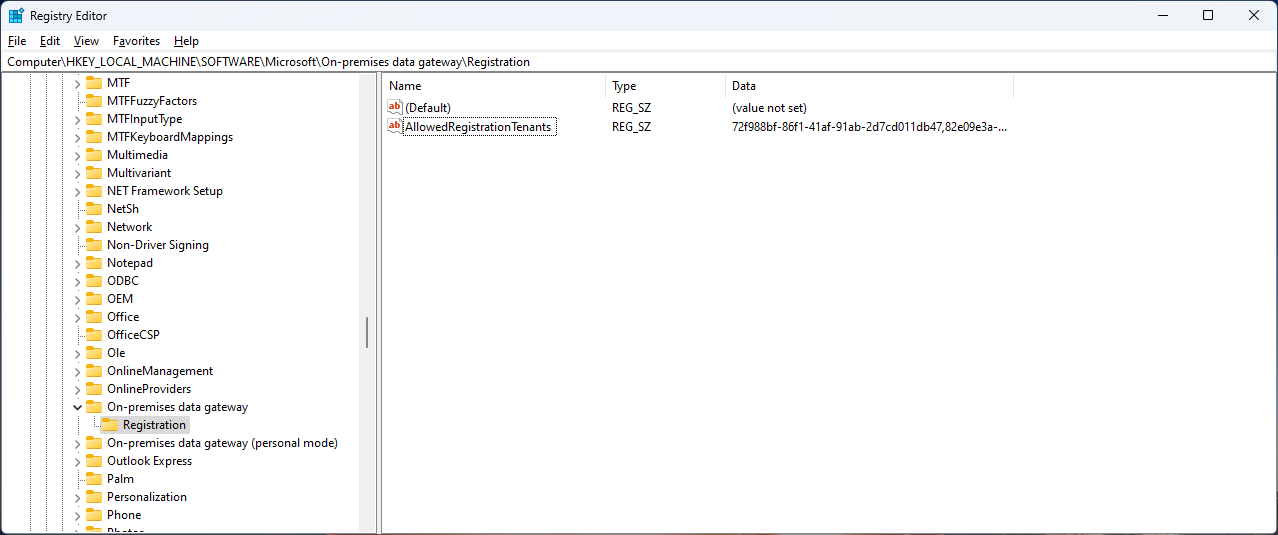 Registry Editor
File Edit View Favorites Help
Computer\HKEY_LOCAL_MACHINE\SOFTWARE\Microsoft\On-premises data gateway\Registration
MTF
MTFFuzzyFactors
MTFInputType
MTFKeyboardMappings
Multimedia
Multivariant
NET Framework Setup
NetSh
Network
Non-Driver Signing
Notepad
ODBC
OEM
Office
OfficeCSP
Ole
OnlineManagement
OnlineProviders
On-premises data gateway
Registration
On-premises data gateway (personal mode)
Outlook Express
Palm
Personalization
Phone
Name Type Data
ab (Default) REG_SZ (value not set)
ab AllowedRegistrationTenants REG_SZ 72f988bf-86f1-41af-91ab-2d7cd011db47,82e09e3a-...